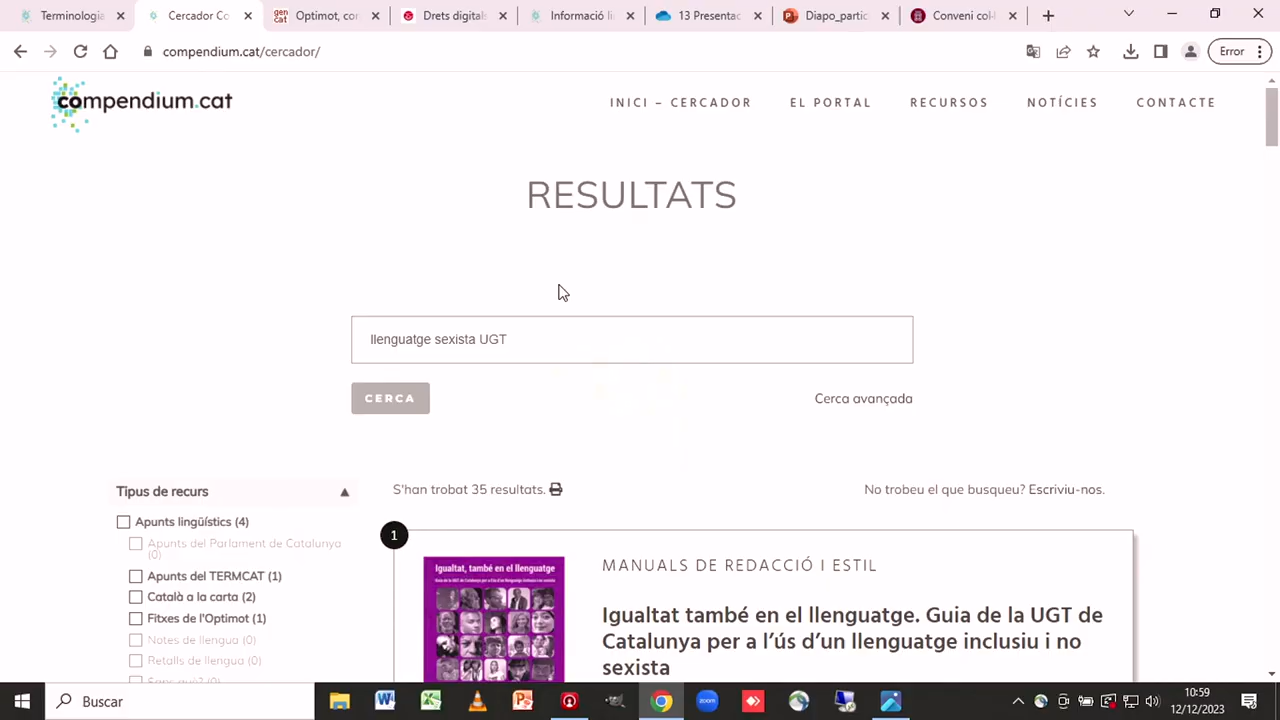 Terminologia
Cercador Co
Optimot, con
Drets digitals
Informació li
13 Presentac
Diapo_partic
Conveni col·l
compendium.cat/cercador/
Error
compendium.cat
INICI – CERCADOR
EL PORTAL
RECURSOS
NOTÍCIES
CONTACTE
RESULTATS
llenguatge sexista UGT
CERCA
Cerca avançada
Tipus de recurs
S'han trobat 35 resultats.
No trobeu el que busqueu? Escriviu-nos.
Apunts lingüístics (4)
Apunts del Parlament de Catalunya
(0)
Apunts del TERMCAT (1)
Català a la carta (2)
Fitxes de l'Optimot (1)
Notes de llengua (0)
Retalls de llengua (0)
1
Igualtat, també en el llenguatge
MANUALS DE REDACCIÓ I ESTIL
Igualtat també en el llenguatge. Guia de la UGT de
Catalunya per a l'ús d'un llenguatge inclusiu i no
sexista
Buscar
10:59
12/12/2023